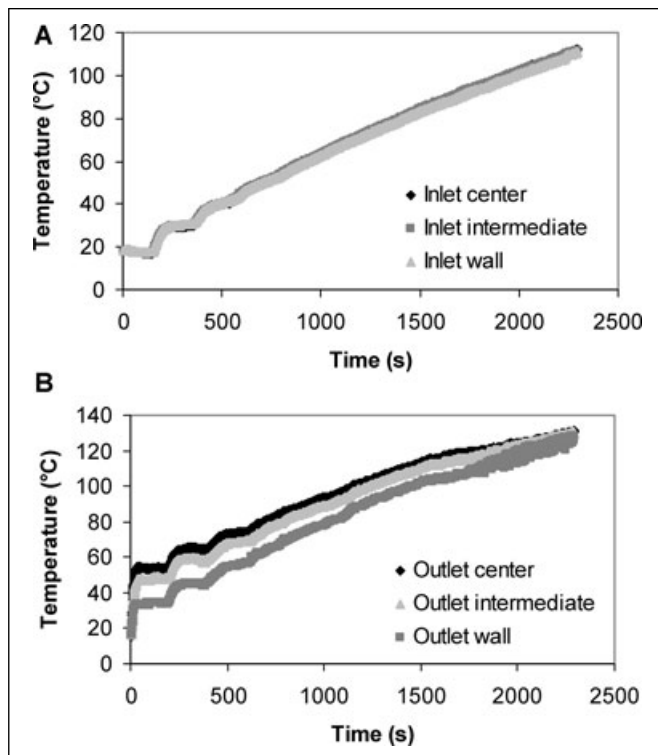 A
Temperature (°C)
120
100
80
60
40
20
0
Inlet center
Inlet intermediate
Inlet wall
0 500 1000 1500 2000 2500
Time (s)
B
Temperature (°C)
140
120
100
80
60
40
20
0
Outlet center
Outlet intermediate
Outlet wall
0 500 1000 1500 2000 2500
Time (s)